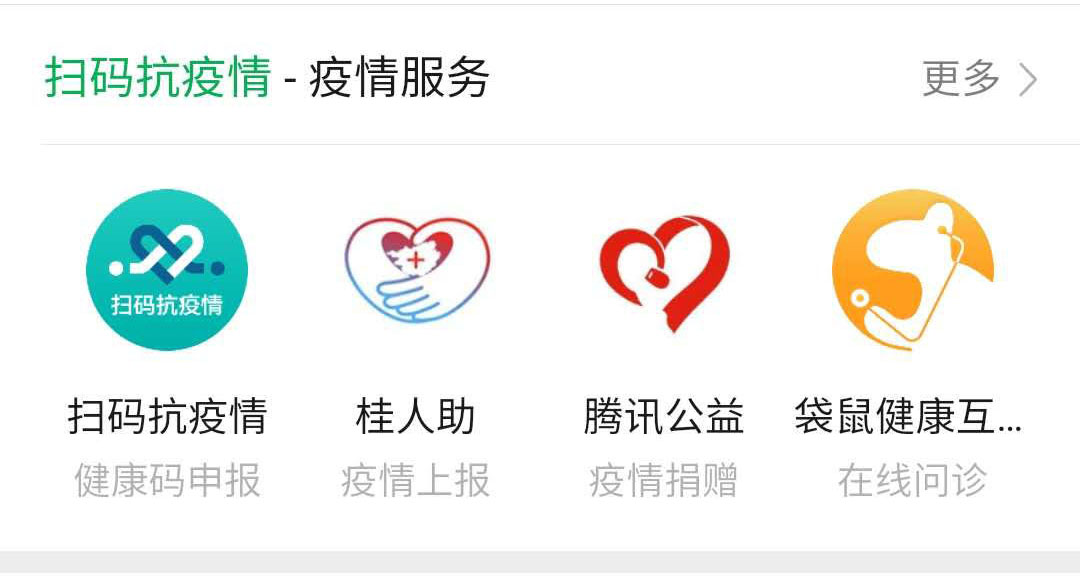 扫码抗疫情 - 疫情服务
更多
扫码抗疫情
扫码抗疫情
桂人助
腾讯公益
袋鼠健康互...
健康码申报
疫情上报
疫情捐赠
在线问诊